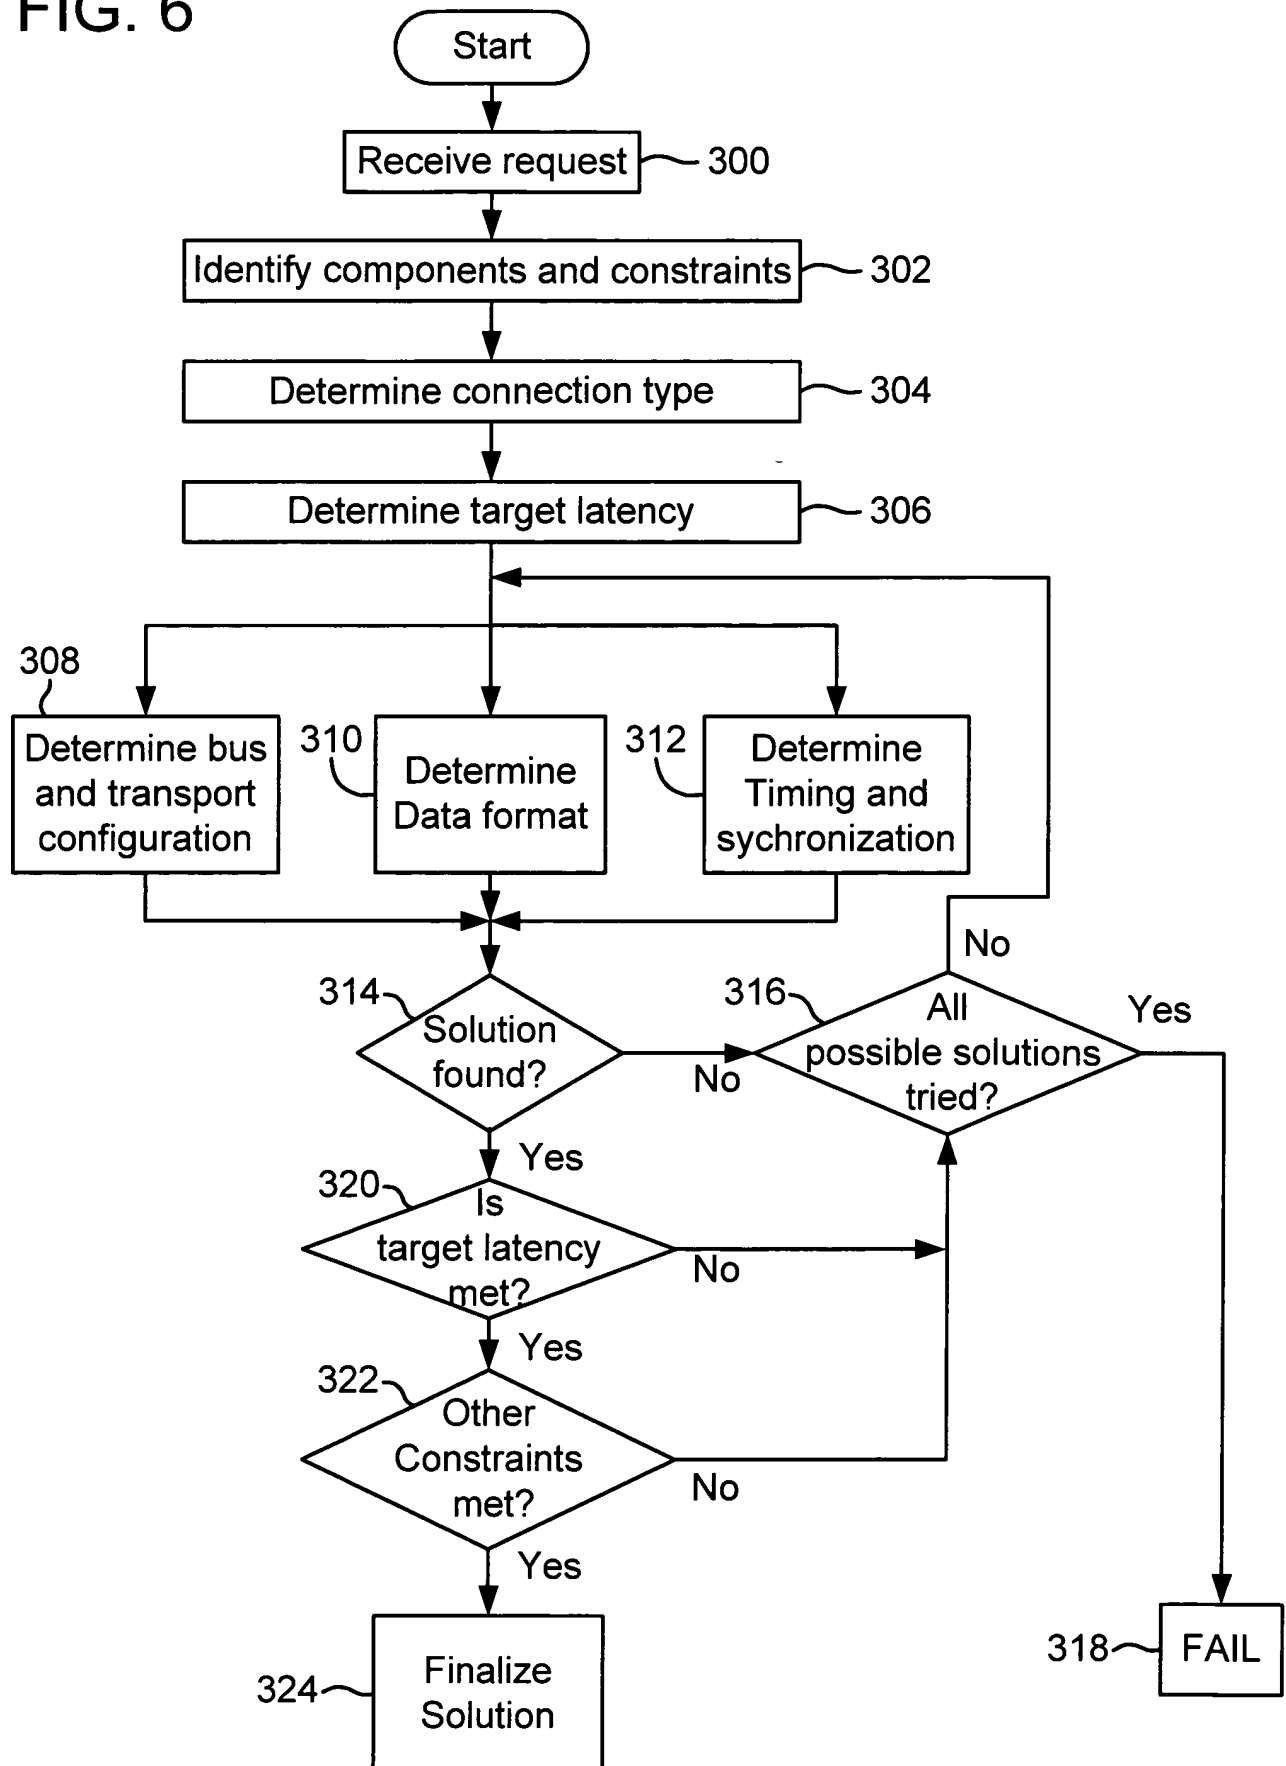 FIG. 6
Start
Receive request
300
Identify components and constraints
302
Determine connection type
304
Determine target latency
306
308
Determine bus
and transport
configuration
310
Determine
Data format
312
Determine
Timing and
sychronization
No
314
Solution
found?
No
316
All
possible solutions
tried?
Yes
Yes
320
Is
target latency
met?
No
Yes
322
Other
Constraints
met?
No
Yes
324
Finalize
Solution
318
FAIL